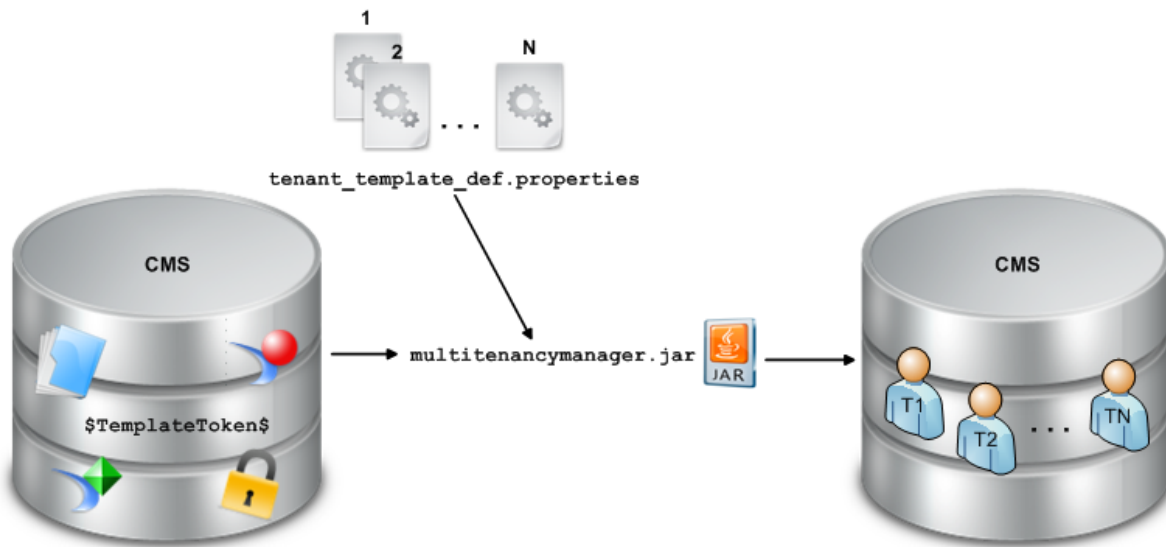 1
2
N
...
tenant_template_def.properties
CMS
CMS
multitenancymanager.jar
JAR
$TemplateToken$
T1
T2
...
TN